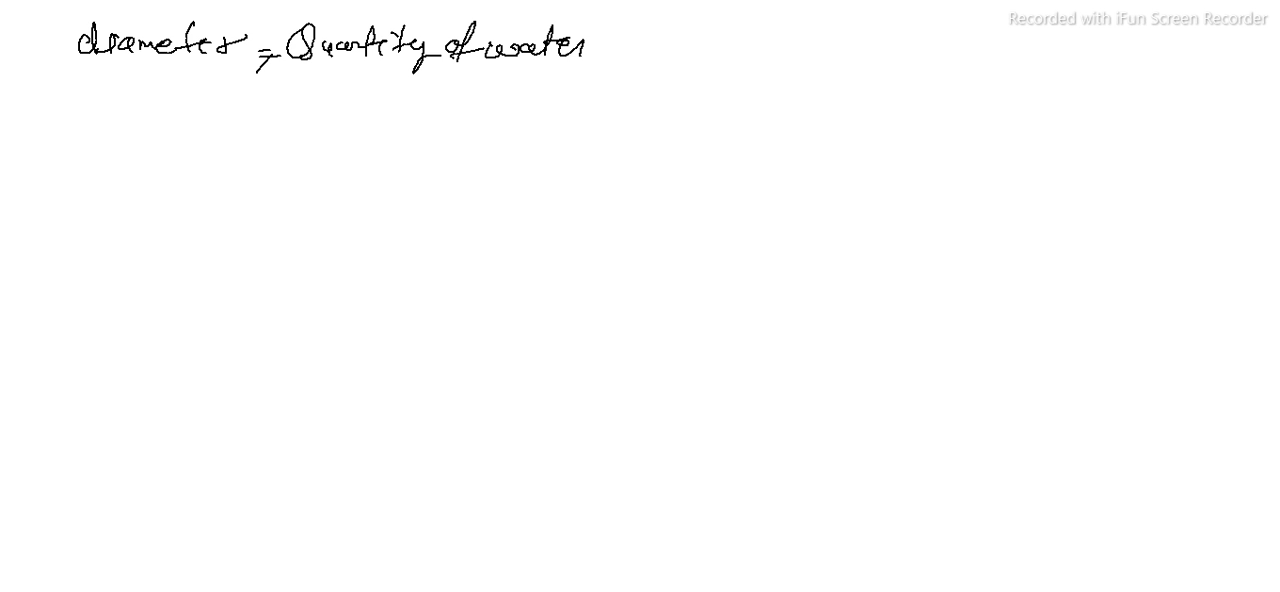 Recorded with iFun Screen Recorder
diameter = Quantity of water